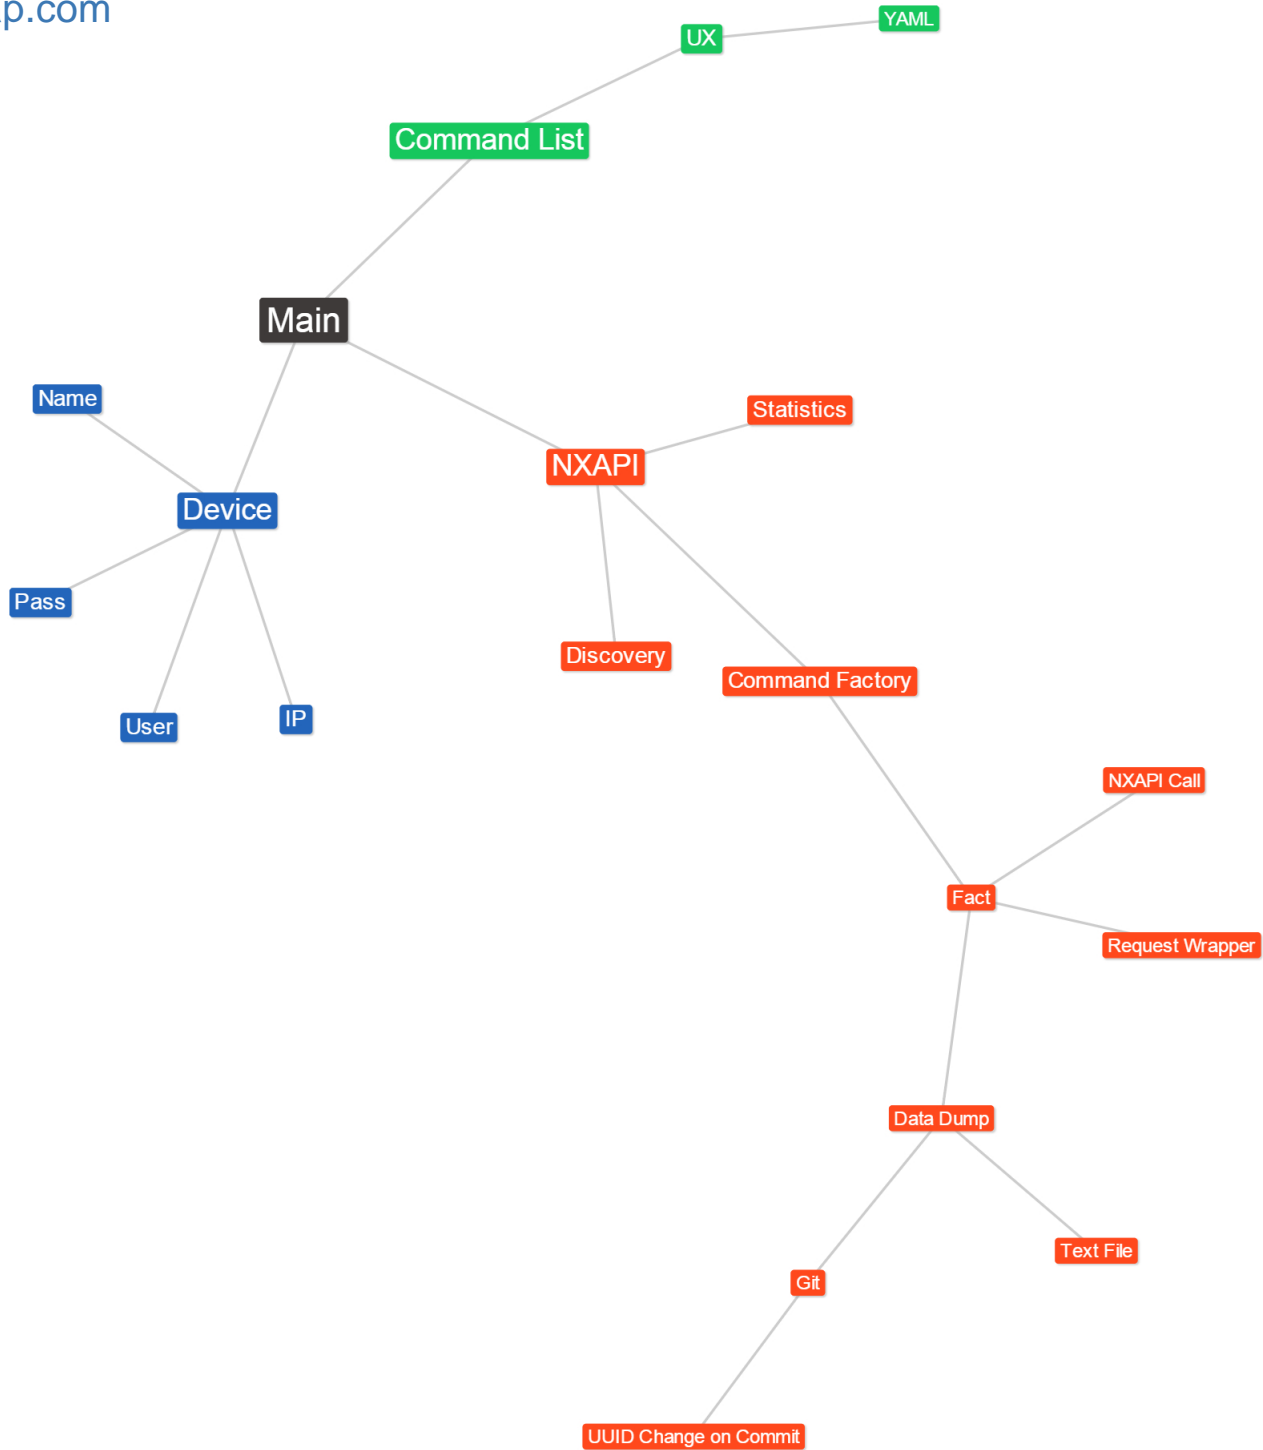 p.com
YAML
UX
Command List
Main
Name
Statistics
NXAPI
Device
Pass
Discovery
Command Factory
User
IP
NXAPI Call
Fact
Request Wrapper
Data Dump
Text File
Git
UUID Change on Commit